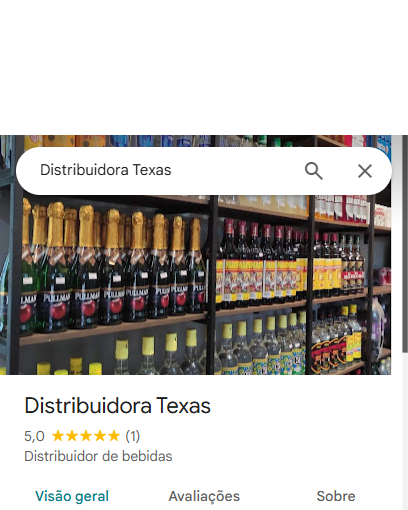 Distribuidora Texas
PULLMAN PULLMAN PULLMAN PULLMAN
Distribuidora Texas
5,0 (1)
Distribuidor de bebidas
Visão geral Avaliações Sobre